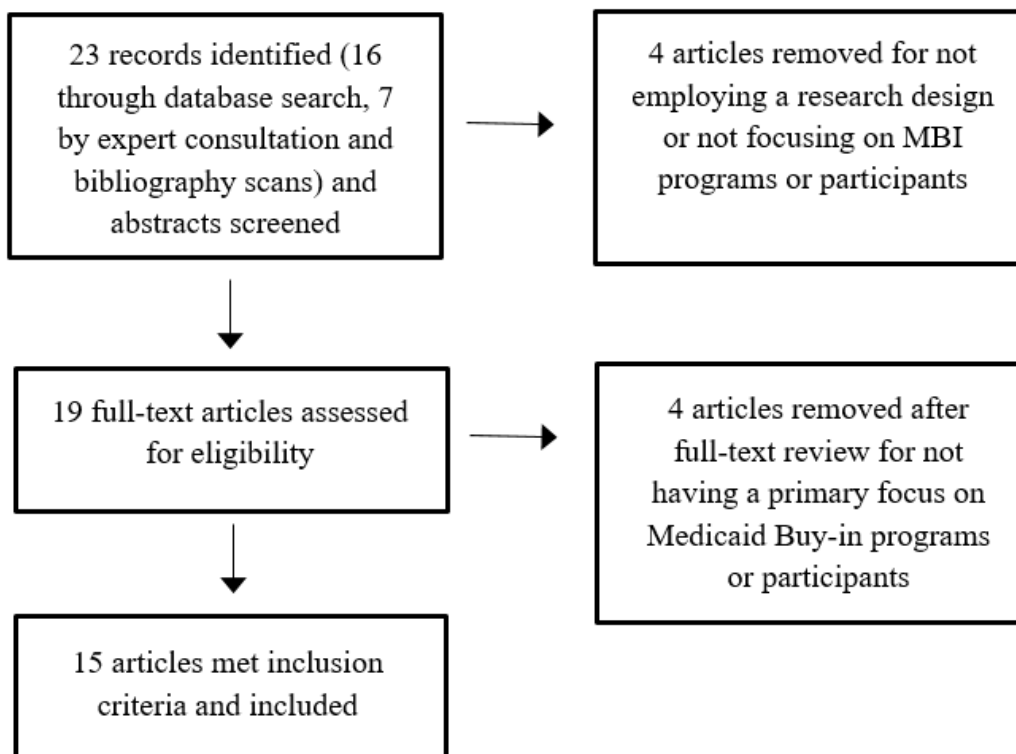 23 records identified (16
through database search, 7
by expert consultation and
bibliography scans) and
abstracts screened
4 articles removed for not
employing a research design
or not focusing on MBI
programs or participants
19 full-text articles assessed
for eligibility
4 articles removed after
full-text review for not
having a primary focus on
Medicaid Buy-in programs
or participants
15 articles met inclusion
criteria and included